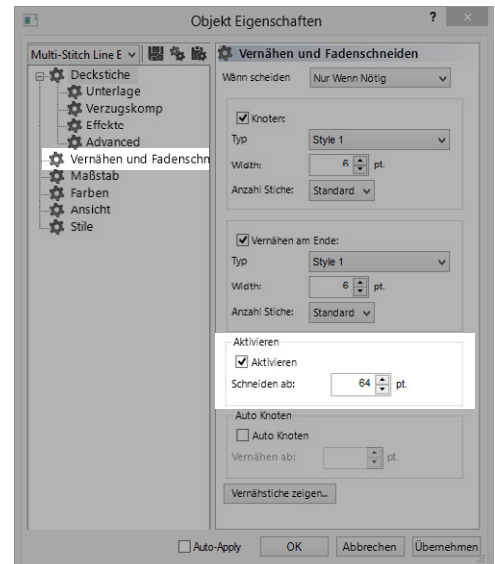 Objekt Eigenschaften
?
Multi-Stitch Line E
Deckstiche
Unterlage
Verzugskomp
Effekte
Advanced
Vernähen und Fadenschn
Maßstab
Farben
Ansicht
Stile
Vernähen und Fadenschneiden
Wann scheiden Nur Wenn Nötig
Knoten:
Typ Style 1
Width: 6 pt.
Anzahl Stiche: Standard
Vernähen am Ende:
Typ Style 1
Width: 6 pt.
Anzahl Stiche: Standard
Aktivieren
Aktivieren
Schneiden ab: 64 pt.
Auto Knoten
Auto Knoten
Vernähen ab: pt.
Vernähstiche zeigen...
Auto-Apply OK Abbrechen Übernehmen